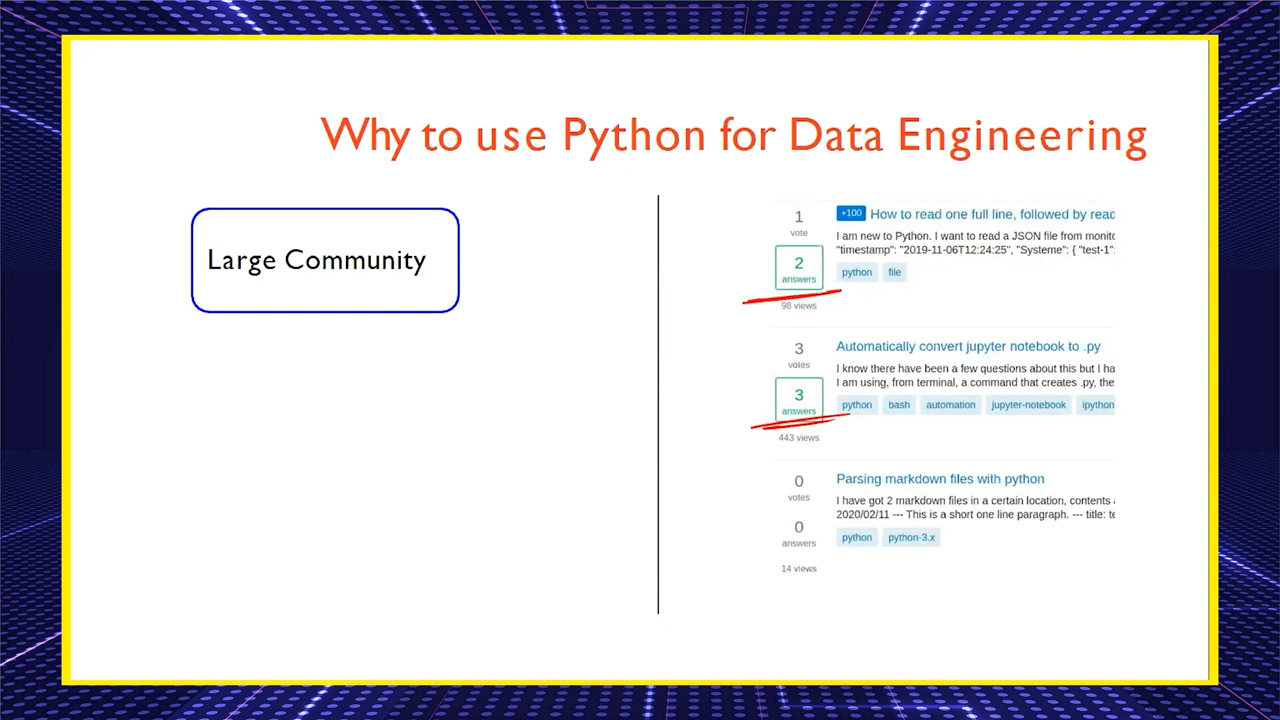 Why to use Python for Data Engineering
Large Community
1
vote
2
answers
98 views
+100 How to read one full line, followed by read
I am new to Python. I want to read a JSON file from monito
"timestamp": "2019-11-06T12:24:25", "Systeme": { "test-1":
python file
3
votes
3
answers
443 views
Automatically convert jupyter notebook to .py
I know there have been a few questions about this but I ha
I am using, from terminal, a command that creates .py, the
python bash automation jupyter-notebook ipython
0
votes
0
answers
14 views
Parsing markdown files with python
I have got 2 markdown files in a certain location, contents
2020/02/11 --- This is a short one line paragraph. --- title: te
python python-3.x